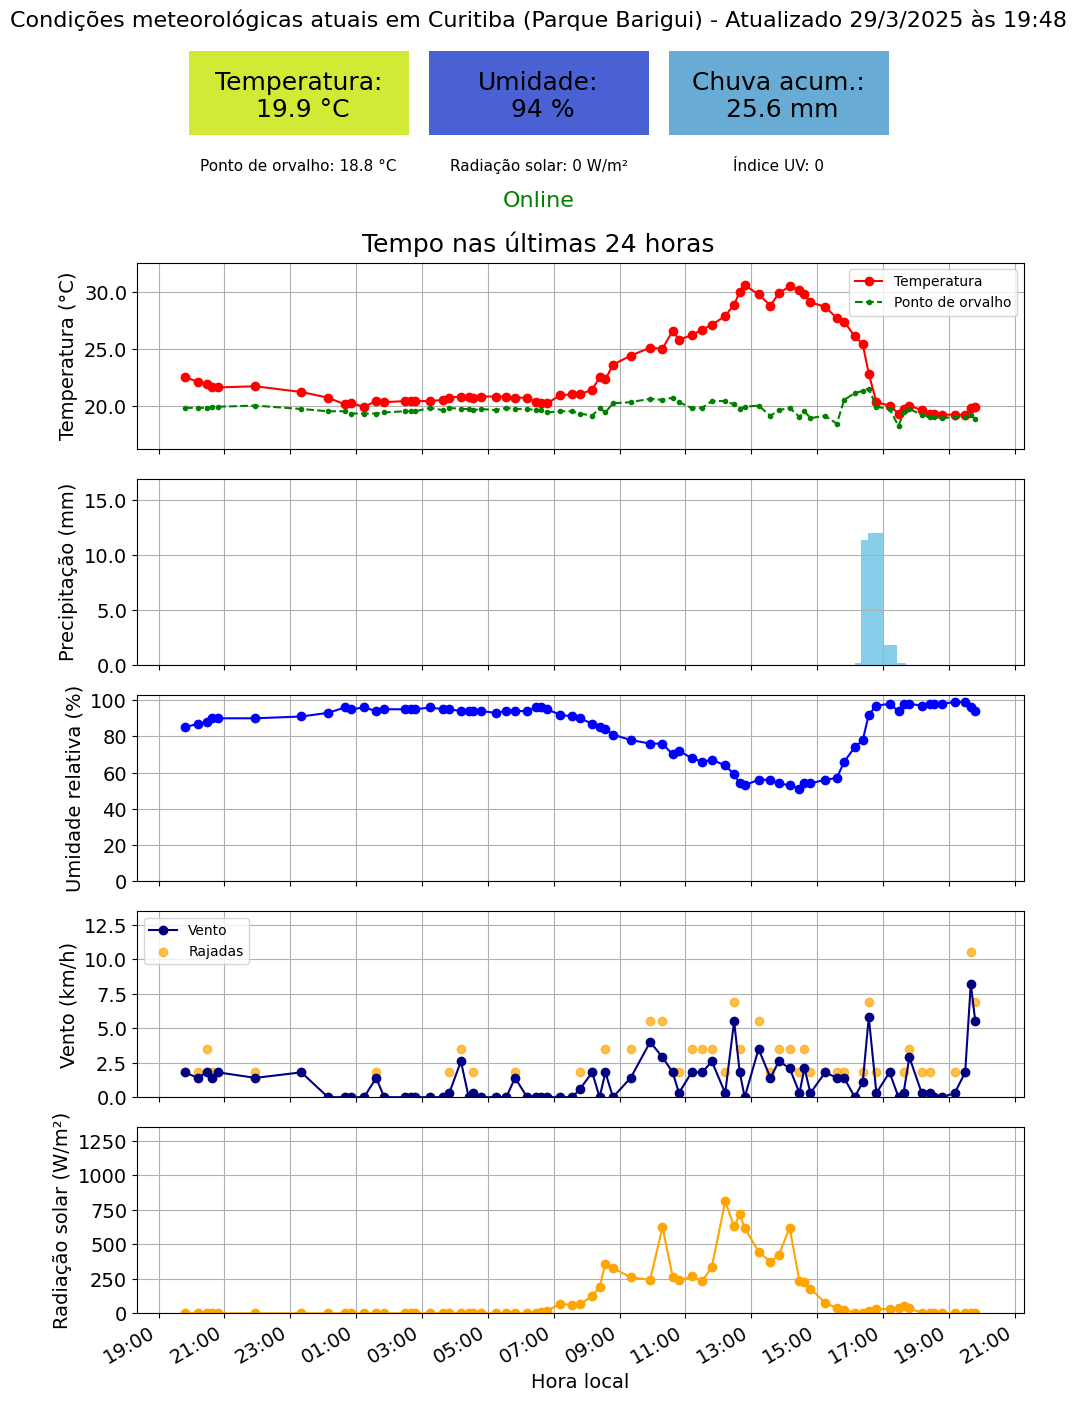 Condições meteorológicas atuais em Curitiba (Parque Barigui) - Atualizado 29/3/2025 às 19:48
Temperatura:
19.9 °C
Umidade:
94 %
Chuva acum.:
25.6 mm
Ponto de orvalho: 18.8 °C
Radiação solar: 0 W/m²
Índice UV: 0
Online
Tempo nas últimas 24 horas
Temperatura (°C)
30.0
25.0
20.0
Temperatura
Ponto de orvalho
Precipitação (mm)
15.0
10.0
5.0
0.0
Umidade relativa (%)
100
80
60
40
20
0
Vento (km/h)
12.5
10.0
7.5
5.0
2.5
0.0
Vento
Rajadas
Radiação solar (W/m²)
1250
1000
750
500
250
0
19:00
21:00
23:00
01:00
03:00
05:00
07:00
09:00
11:00
13:00
15:00
17:00
19:00
21:00
Hora local